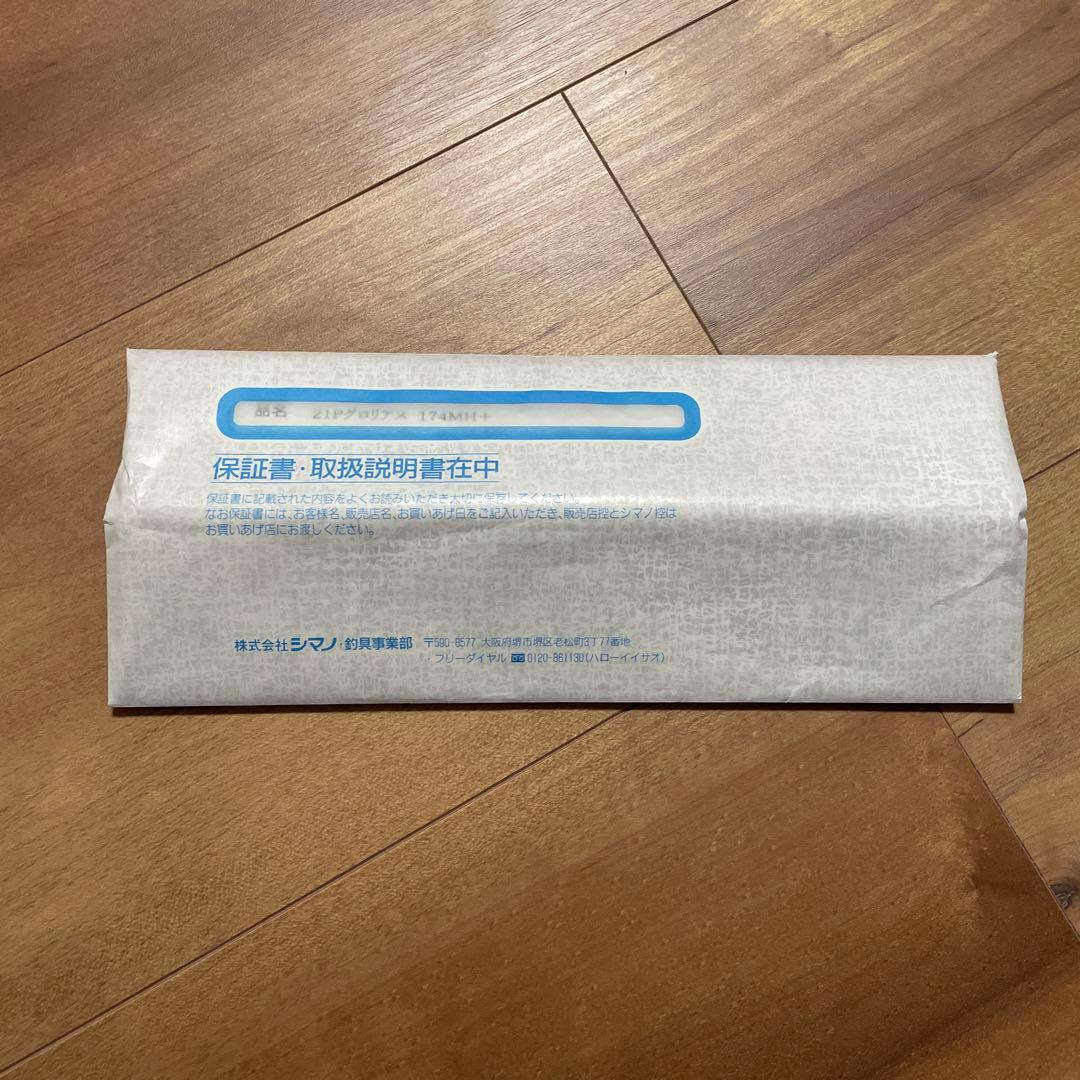 品名 21Pグロリアス 174MH+
保証書・取扱説明書在中
保証書に記載された内容をよくお読みいただき大切に保存してください。
なお保証書には、お客様名、販売店名、お買いあげ日をご記入いただき、販売店控とシマノ控は
お買いあげ店にお渡しください。
株式会社シマノ・釣具事業部 〒590-8577 大阪府堺市堺区老松町3丁77番地
・フリーダイヤル 0120-861130(ハローイイサオ)